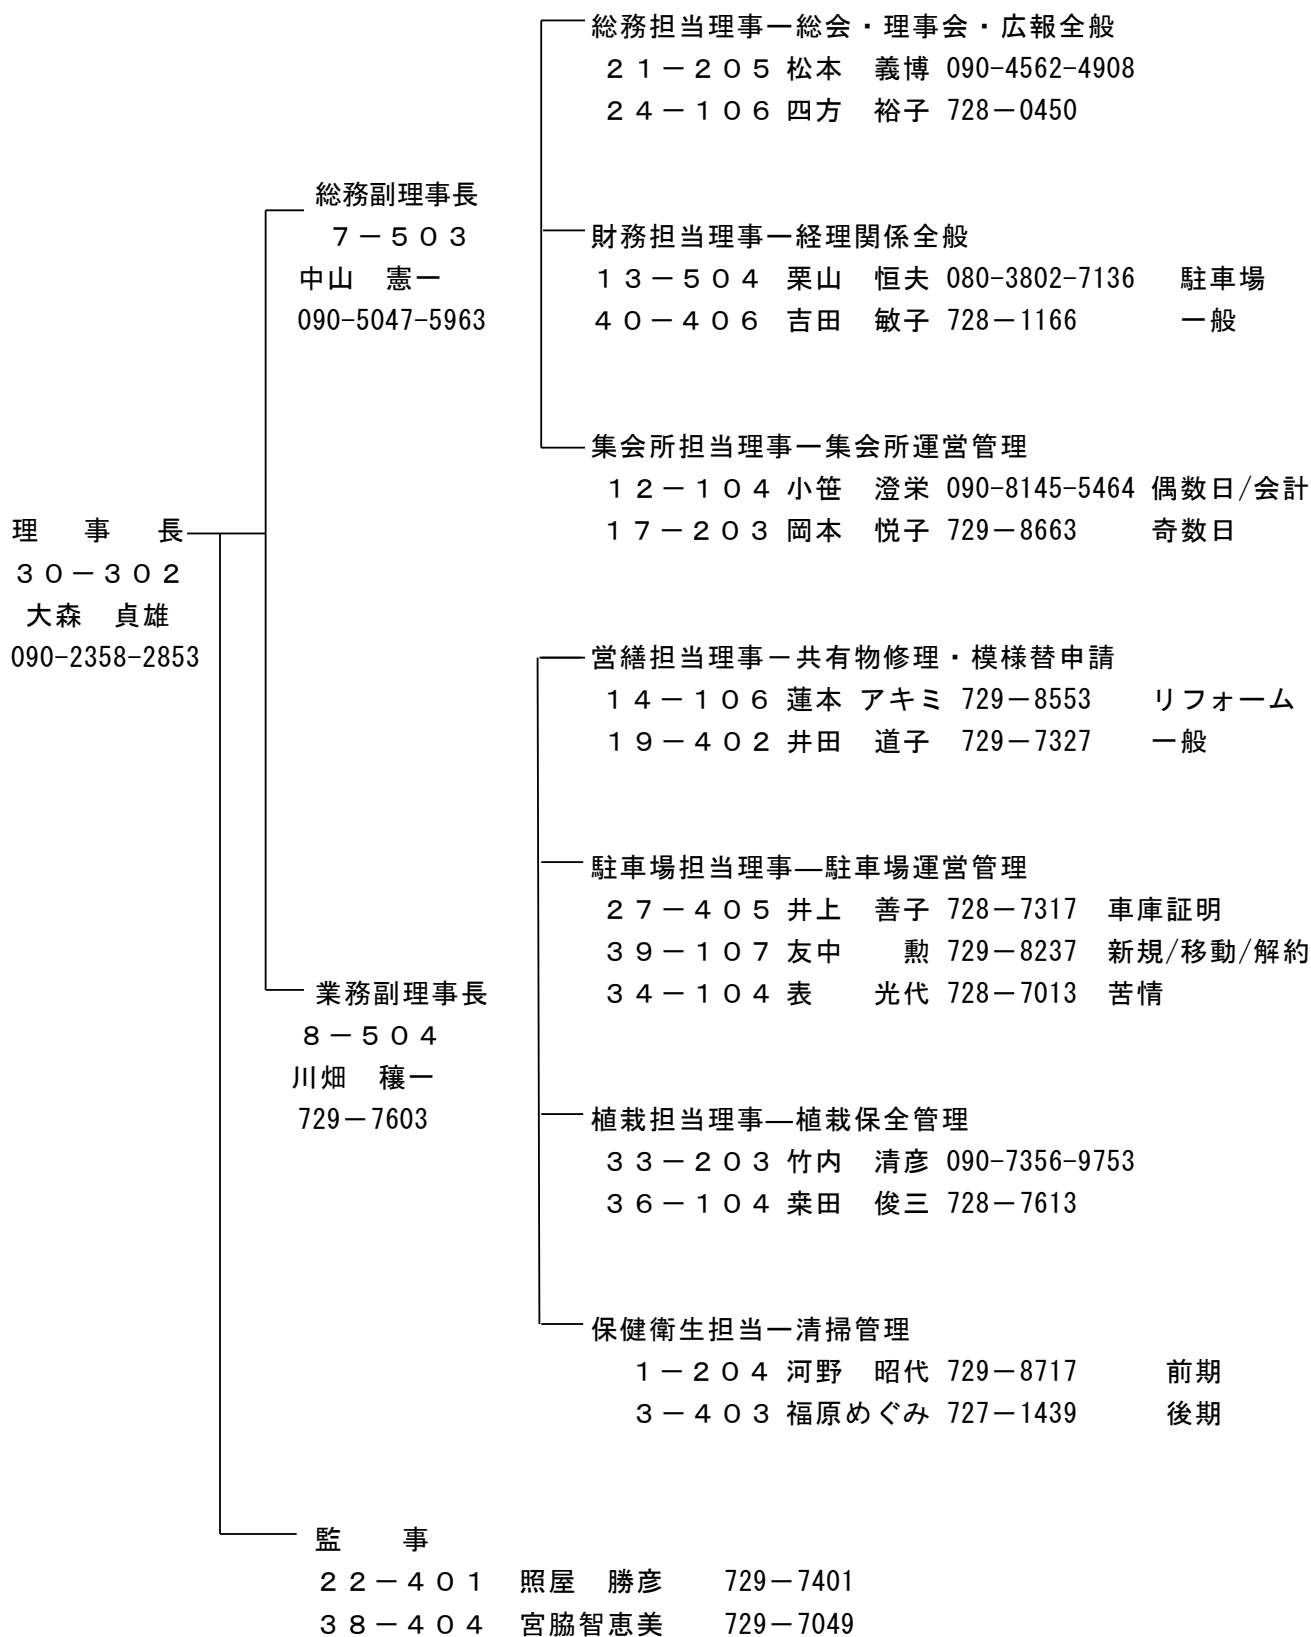 総務担当理事ー総会・理事会・広報全般
２１－２０５ 松本　義博 090-4562-4908
２４－１０６ 四方　裕子 728－0450
総務副理事長
７－５０３
中山　憲一
090-5047-5963
財務担当理事ー経理関係全般
１３－５０４ 栗山　恒夫 080-3802-7136 駐車場
４０－４０６ 吉田　敏子 728－1166 一般
集会所担当理事ー集会所運営管理
１２－１０４ 小笹　澄栄 090-8145-5464 偶数日/会計
１７－２０３ 岡本　悦子 729－8663 奇数日
理　事　長
３０－３０２
大森　貞雄
090-2358-2853
営繕担当理事－共有物修理・模様替申請
１４－１０６ 蓮本 アキミ 729－8553 リフォーム
１９－４０２ 井田　道子 729－7327 一般
駐車場担当理事―駐車場運営管理
２７－４０５ 井上　善子 728－7317 車庫証明
３９－１０７ 友中　　勲 729－8237 新規/移動/解約
３４－１０４ 表　　光代 728－7013 苦情
業務副理事長
８－５０４
川畑　穣一
729－7603
植栽担当理事―植栽保全管理
３３－２０３ 竹内　清彦 090-7356-9753
３６－１０４ 桒田　俊三 728－7613
保健衛生担当ー清掃管理
１－２０４ 河野　昭代 729－8717 前期
３－４０３ 福原めぐみ 727－1439 後期
監　　事
２２－４０１ 照屋　勝彦 729－7401
３８－４０４ 宮脇智恵美 729－7049